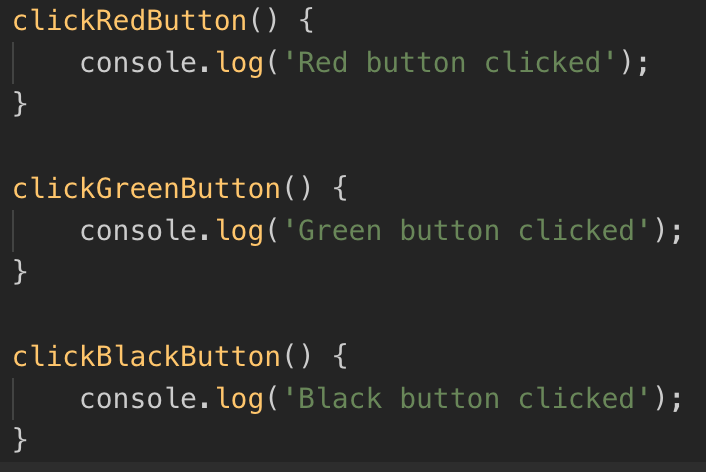 clickRedButton() {
    console.log('Red button clicked');
}

clickGreenButton() {
    console.log('Green button clicked');
}

clickBlackButton() {
    console.log('Black button clicked');
}